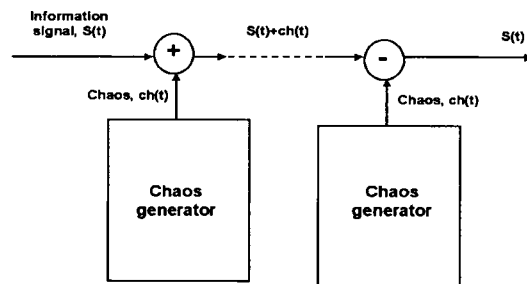 Information
signal, S(t)
+
S(t)+ch(t)
-
S(t)
Chaos, ch(t)
Chaos, ch(t)
Chaos
generator
Chaos
generator